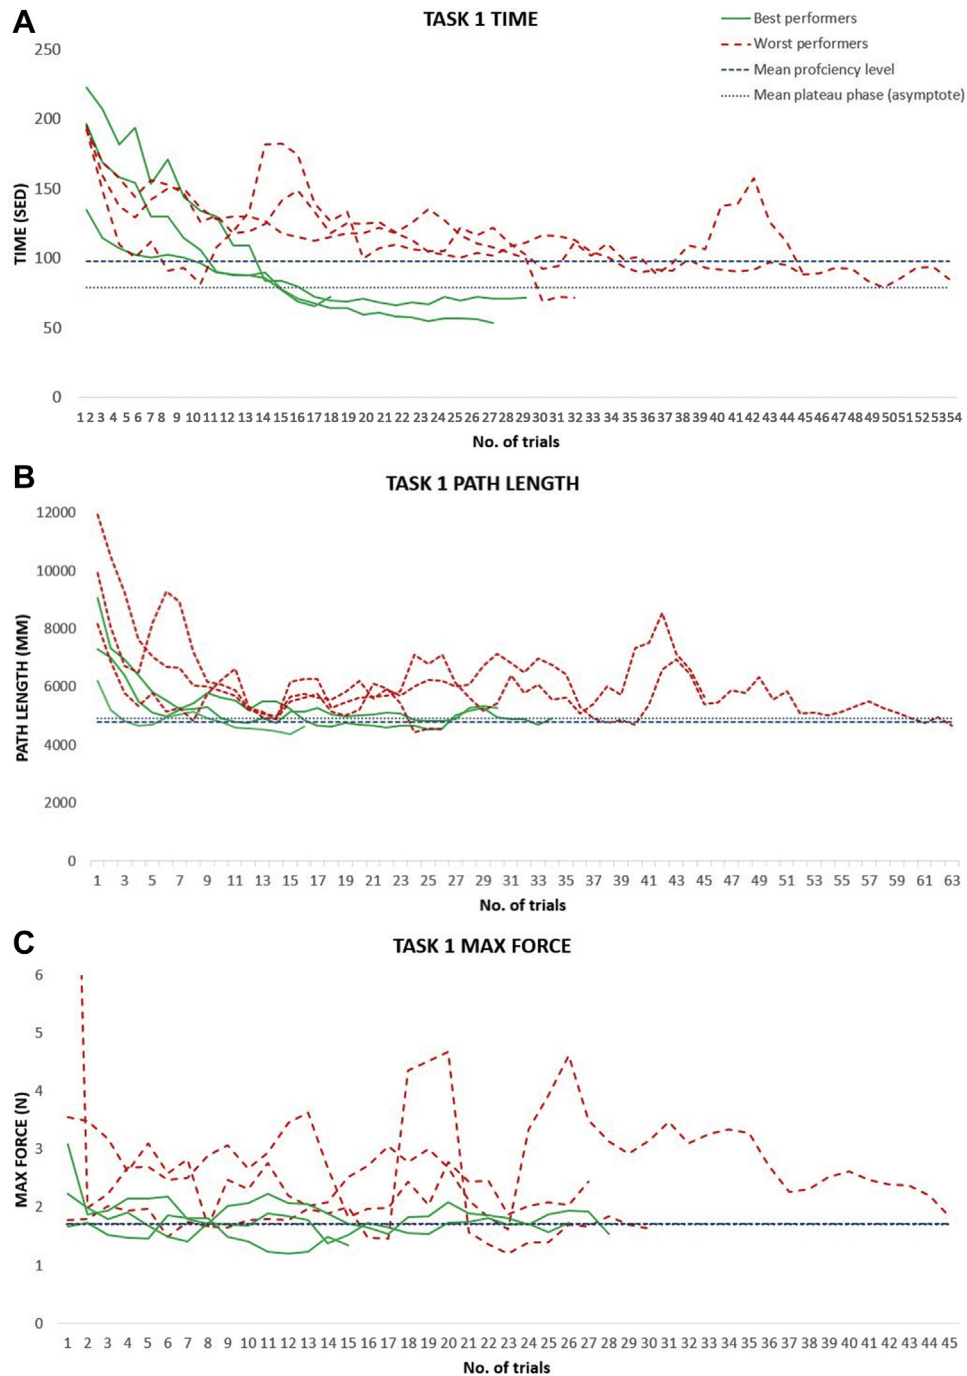 A
TASK 1 TIME
Best performers
Worst performers
Mean profciency level
Mean plateau phase (asymptote)
250
200
150
100
50
0
TIME (SED)
1 2 3 4 5 6 7 8 9 10 11 12 13 14 15 16 17 18 19 20 21 22 23 24 25 26 27 28 29 30 31 32 33 34 35 36 37 38 39 40 41 42 43 44 45 46 47 48 49 50 51 52 53 54
No. of trials
B
TASK 1 PATH LENGTH
12000
10000
8000
6000
4000
2000
0
PATH LENGTH (MM)
1 3 5 7 9 11 13 15 17 19 21 23 25 27 29 31 33 35 37 39 41 43 45 47 49 51 53 55 57 59 61 63
No. of trials
C
TASK 1 MAX FORCE
6
5
4
3
2
1
0
MAX FORCE (N)
1 2 3 4 5 6 7 8 9 10 11 12 13 14 15 16 17 18 19 20 21 22 23 24 25 26 27 28 29 30 31 32 33 34 35 36 37 38 39 40 41 42 43 44 45
No. of trials